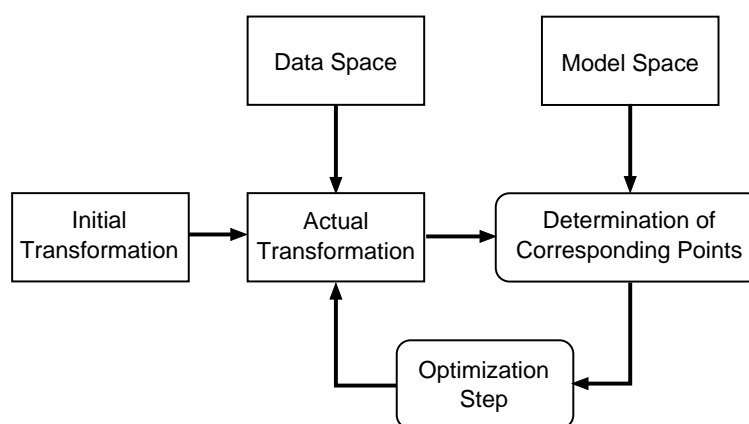 Data Space
Model Space
Initial
Transformation
Actual
Transformation
Determination of
Corresponding Points
Optimization
Step